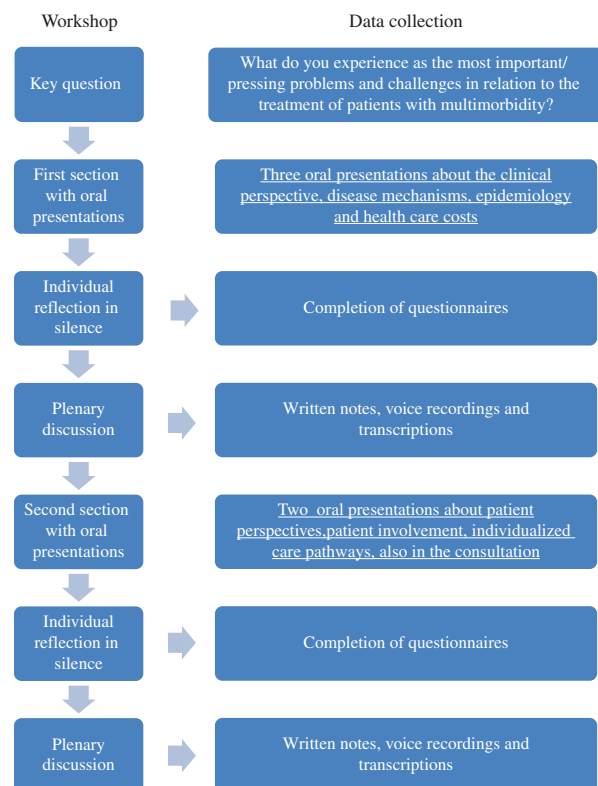 Workshop
Data collection
Key question
What do you experience as the most important/
pressing problems and challenges in relation to the
treatment of patients with multimorbidity?
First section
with oral
presentations
Three oral presentations about the clinical
perspective, disease mechanisms, epidemiology
and health care costs
Individual
reflection in
silence
Completion of questionnaires
Plenary
discussion
Written notes, voice recordings and
transcriptions
Second section
with oral
presentations
Two oral presentations about patient
perspectives,patient involvement, individualized
care pathways, also in the consultation
Individual
reflection in
silence
Completion of questionnaires
Plenary
discussion
Written notes, voice recordings and
transcriptions